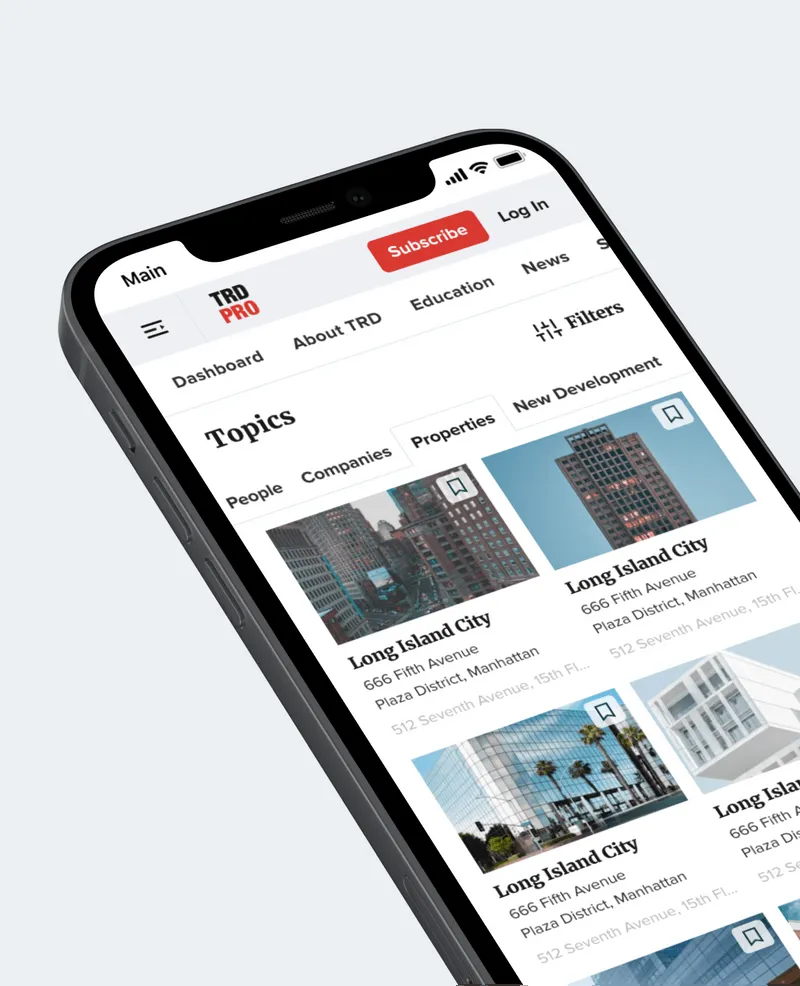 Main
TRD
PRO
Subscribe
Log In
Dashboard
About TRD
Education
News
S
Filters
Topics
People
Companies
Properties
New Development
Long Island City
666 Fifth Avenue
Plaza District, Manhattan
512 Seventh Avenue, 15th Fl...
Long Island City
666 Fifth Avenue
Plaza District, Manhattan
512 Seventh Avenue, 15th Fl...
Long Island City
666 Fifth Avenue
Plaza District, Manhattan
512 Seventh Avenue, 15th Fl...
Long Islan
666 Fifth A
Plaza Dis
512 Se